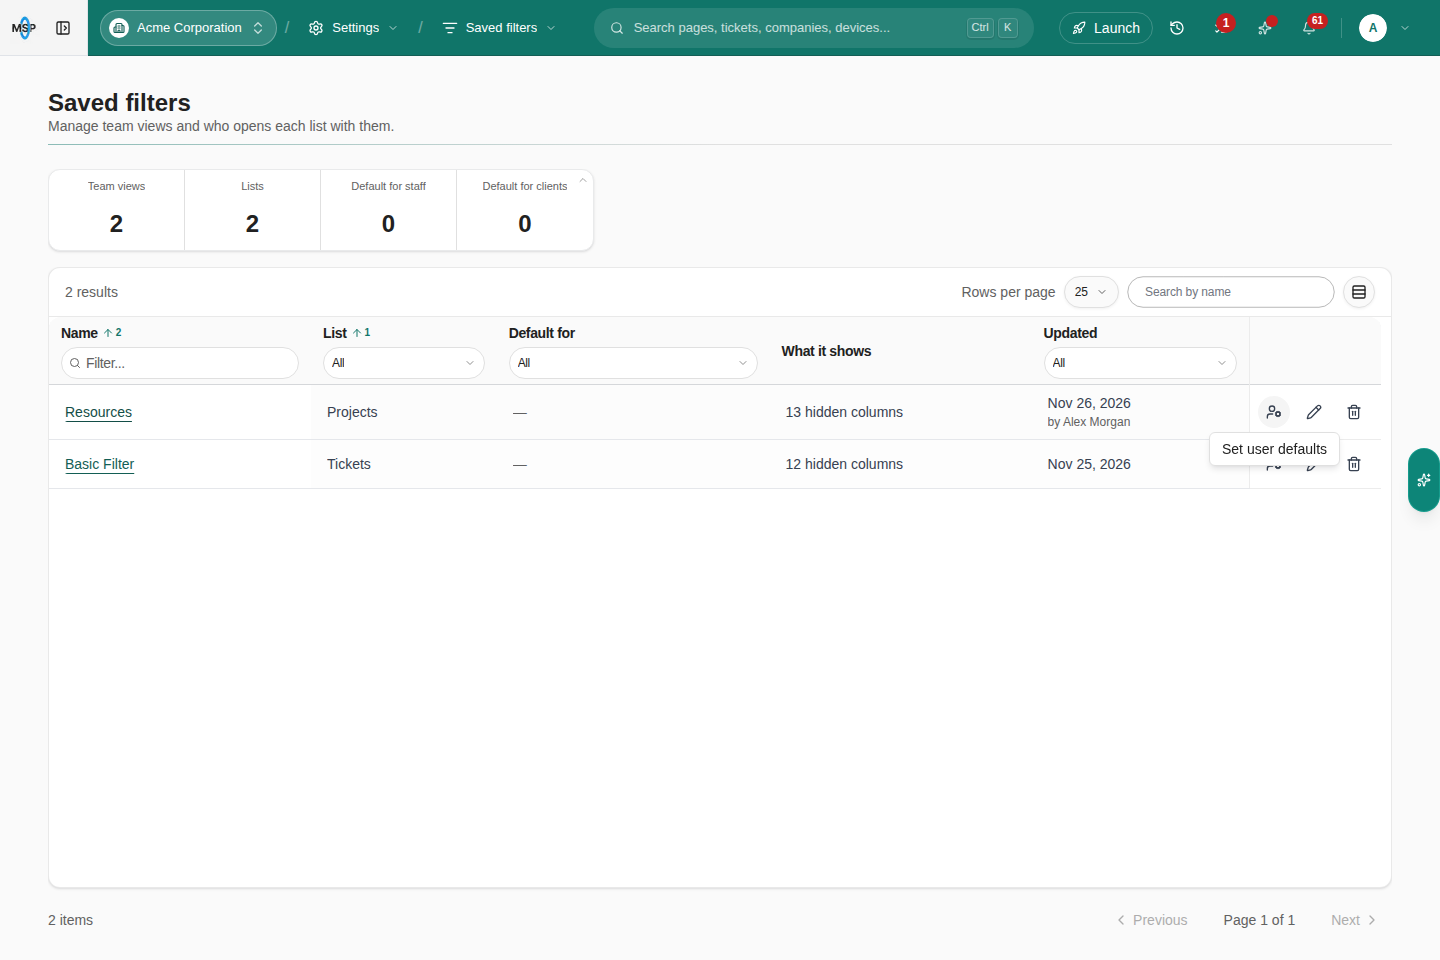 MSP
Acme Corporation / Settings / Saved filters
Search pages, tickets, companies, devices... Ctrl K
Launch 1 61 A
Saved filters
Manage team views and who opens each list with them.
Team views Lists Default for staff Default for clients
2 2 0 0
2 results Rows per page 25 Search by name
Name 2 List 1 Default for What it shows Updated
Filter... All All All
Resources Projects — 13 hidden columns Nov 26, 2026
by Alex Morgan
Set user defaults
Basic Filter Tickets — 12 hidden columns Nov 25, 2026
2 items Previous Page 1 of 1 Next